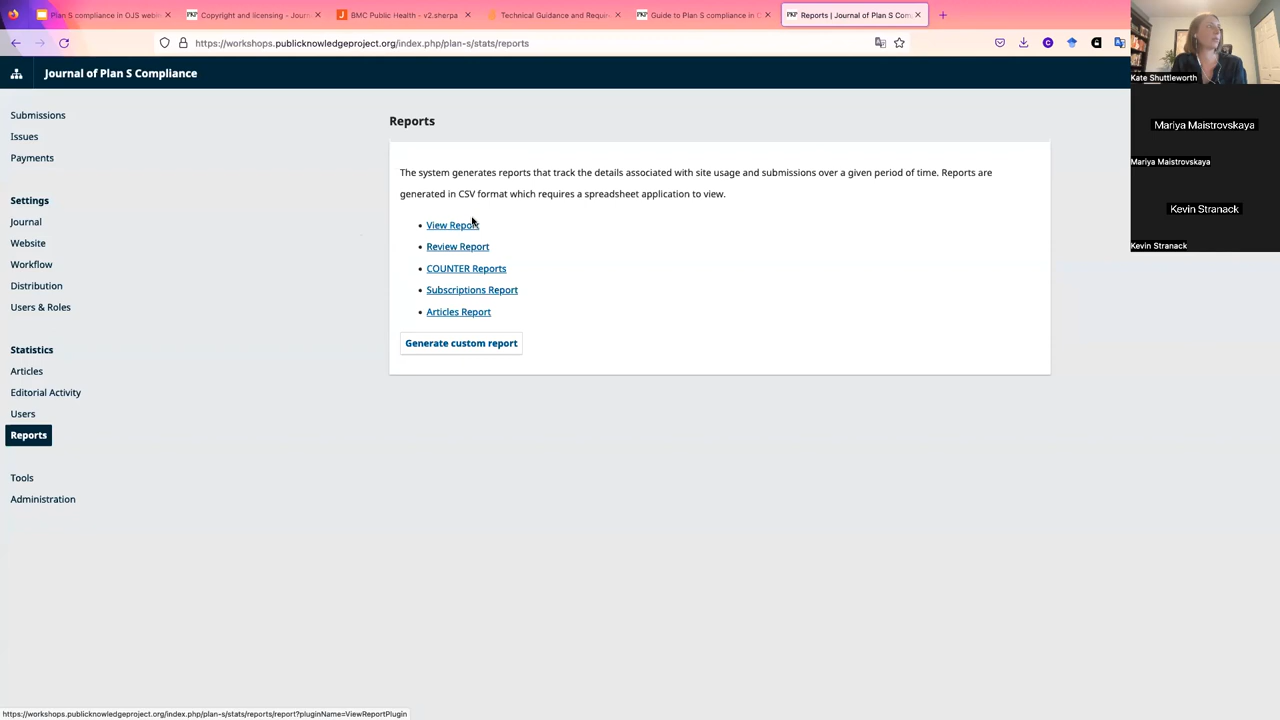 Plan S compliance in OJS webi
Copyright and licensing - Journ
BMC Public Health - v2.sherpa
Technical Guidance and Requir
Guide to Plan S compliance in O
PKP
Reports | Journal of Plan S Com
https://workshops.publicknowledgeproject.org/index.php/plan-s/stats/reports
Kate Shuttleworth
Journal of Plan S Compliance
Submissions
Issues
Payments
Settings
Journal
Website
Workflow
Distribution
Users & Roles
Statistics
Articles
Editorial Activity
Users
Reports
Tools
Administration
Reports
The system generates reports that track the details associated with site usage and submissions over a given period of time. Reports are
generated in CSV format which requires a spreadsheet application to view.
View Report
Review Report
COUNTER Reports
Subscriptions Report
Articles Report
Generate custom report
Mariya Maistrovskaya
Mariya Maistrovskaya
Kevin Stranack
Kevin Stranack
https://workshops.publicknowledgeproject.org/index.php/plan-s/stats/reports/report?pluginName=ViewReportPlugin